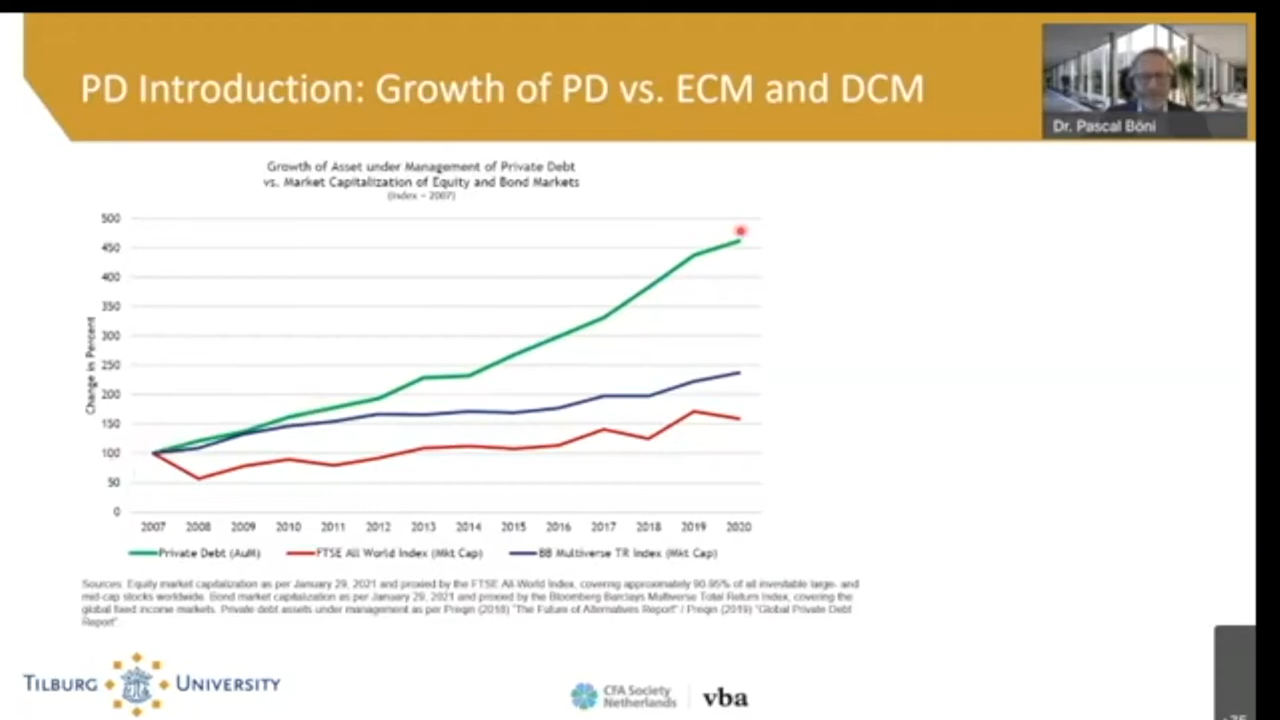 PD Introduction: Growth of PD vs. ECM and DCM
Dr. Pascal Böni
Growth of Asset under Management of Private Debt
vs. Market Capitalization of Equity and Bond Markets
(Index = 2007)
Change in Percent
500
450
400
350
300
250
200
150
100
50
0
2007 2008 2009 2010 2011 2012 2013 2014 2015 2016 2017 2018 2019 2020
Private Debt (AuM) FTSE All World Index (Mkt Cap) BB Multiverse TR Index (Mkt Cap)
Sources: Equity market capitalization as per January 29, 2021 and proxied by the FTSE All-World Index, covering approximately 90-95% of all investable large- and
mid-cap stocks worldwide. Bond market capitalization as per January 29, 2021 and proxied by the Bloomberg Barclays Multiverse Total Return Index, covering the
global fixed income markets. Private debt assets under management as per Preqin (2018) "The Future of Alternatives Report" / Preqin (2019) "Global Private Debt
Report"
TILBURG UNIVERSITY
CFA Society
Netherlands
vba